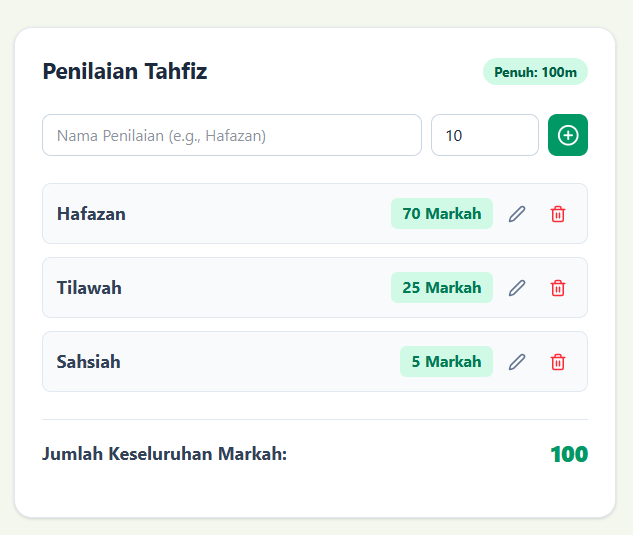 Penilaian Tahfiz
Penuh: 100m
Nama Penilaian (e.g., Hafazan)
10
Hafazan
70 Markah
Tilawah
25 Markah
Sahsiah
5 Markah
Jumlah Keseluruhan Markah:
100